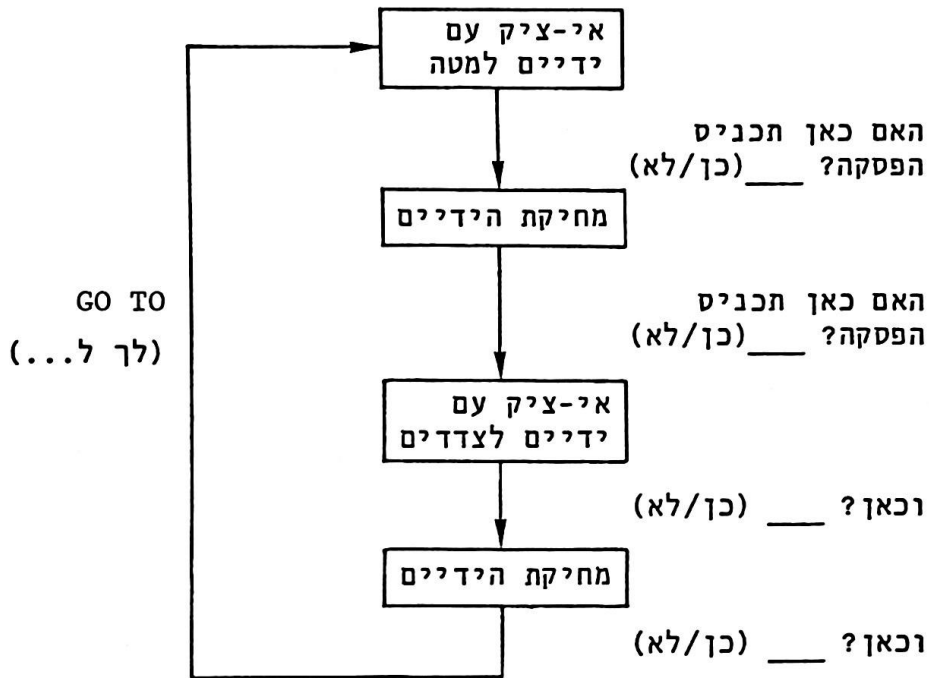 אי-ציק עם
ידיים למטה
האם כאן תכניס
הפסקה? ___(כן/לא)
מחיקת הידיים
האם כאן תכניס
הפסקה? ___(כן/לא)
GO TO
(לך ל...)
אי-ציק עם
ידיים לצדדים
וכאן? ___ (כן/לא)
מחיקת הידיים
וכאן? ___ (כן/לא)